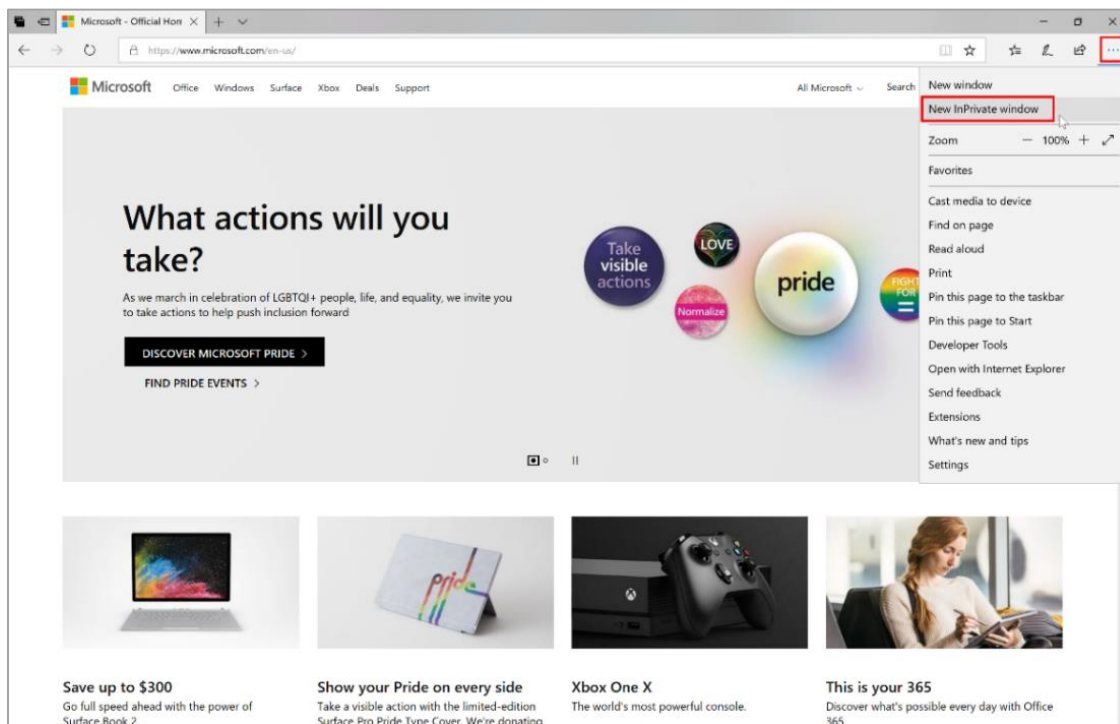 Microsoft - Official Hom
https://www.microsoft.com/en-us/
Microsoft Office Windows Surface Xbox Deals Support All Microsoft Search
New window
New InPrivate window
Zoom 100%
Favorites
Cast media to device
Find on page
Read aloud
Print
Pin this page to the taskbar
Pin this page to Start
Developer Tools
Open with Internet Explorer
Send feedback
Extensions
What's new and tips
Settings
What actions will you
take?
As we march in celebration of LGBTQI+ people, life, and equality, we invite you
to take actions to help push inclusion forward
DISCOVER MICROSOFT PRIDE >
FIND PRIDE EVENTS >
Take
visible
actions
LOVE
Normalize
pride
FIGHT
FOR
=
pride
Save up to $300
Go full speed ahead with the power of
Surface Book 2
Show your Pride on every side
Take a visible action with the limited-edition
Surface Pro Pride Type Cover. We're donating
Xbox One X
The world's most powerful console.
This is your 365
Discover what's possible every day with Office
365